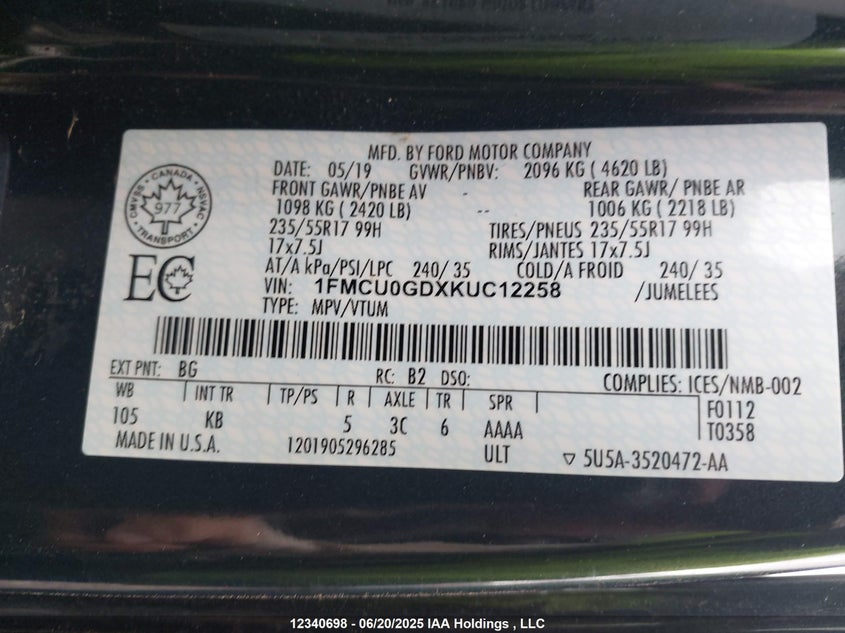 MFD. BY FORD MOTOR COMPANY
DATE: 05/19 GVWR/PNBV: 2096 KG ( 4620 LB)
FRONT GAWR/PNBE AV - REAR GAWR/ PNBE AR
1098 KG ( 2420 LB) -- 1006 KG ( 2218 LB)
235/55R17 99H TIRES/PNEUS 235/55R17 99H
17x7.5J RIMS/JANTES 17x7.5J
AT/A kPa/PSI/LPC 240/ 35 COLD/A FROID 240/ 35
VIN: 1FMCU0GDXKUC12258 /JUMELEES
TYPE: MPV/VTUM
CANADA
CMVSS NSVAC
977
TRANSPORT
EC
EXT PNT: BG RC: B2 DSO: COMPLIES: ICES/NMB-002
WB INT TR TP/PS R AXLE TR SPR F0112
105 KB 5 3C 6 AAAA T0358
MADE IN U.S.A. 1201905296285 ULT ▽ 5U5A-3520472-AA
12340698 - 06/20/2025 IAA Holdings , LLC